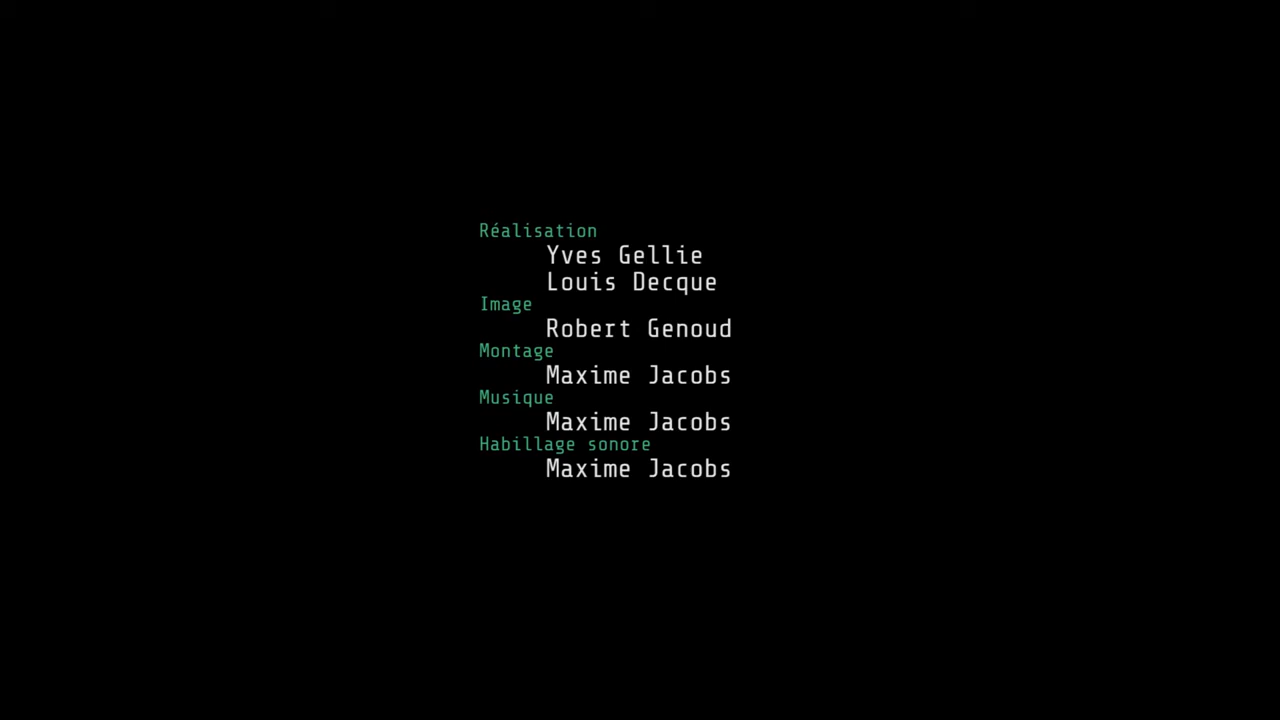 Réalisation
Yves Gellie
Louis Decque
Image
Robert Genoud
Montage
Maxime Jacobs
Musique
Maxime Jacobs
Habillage sonore
Maxime Jacobs